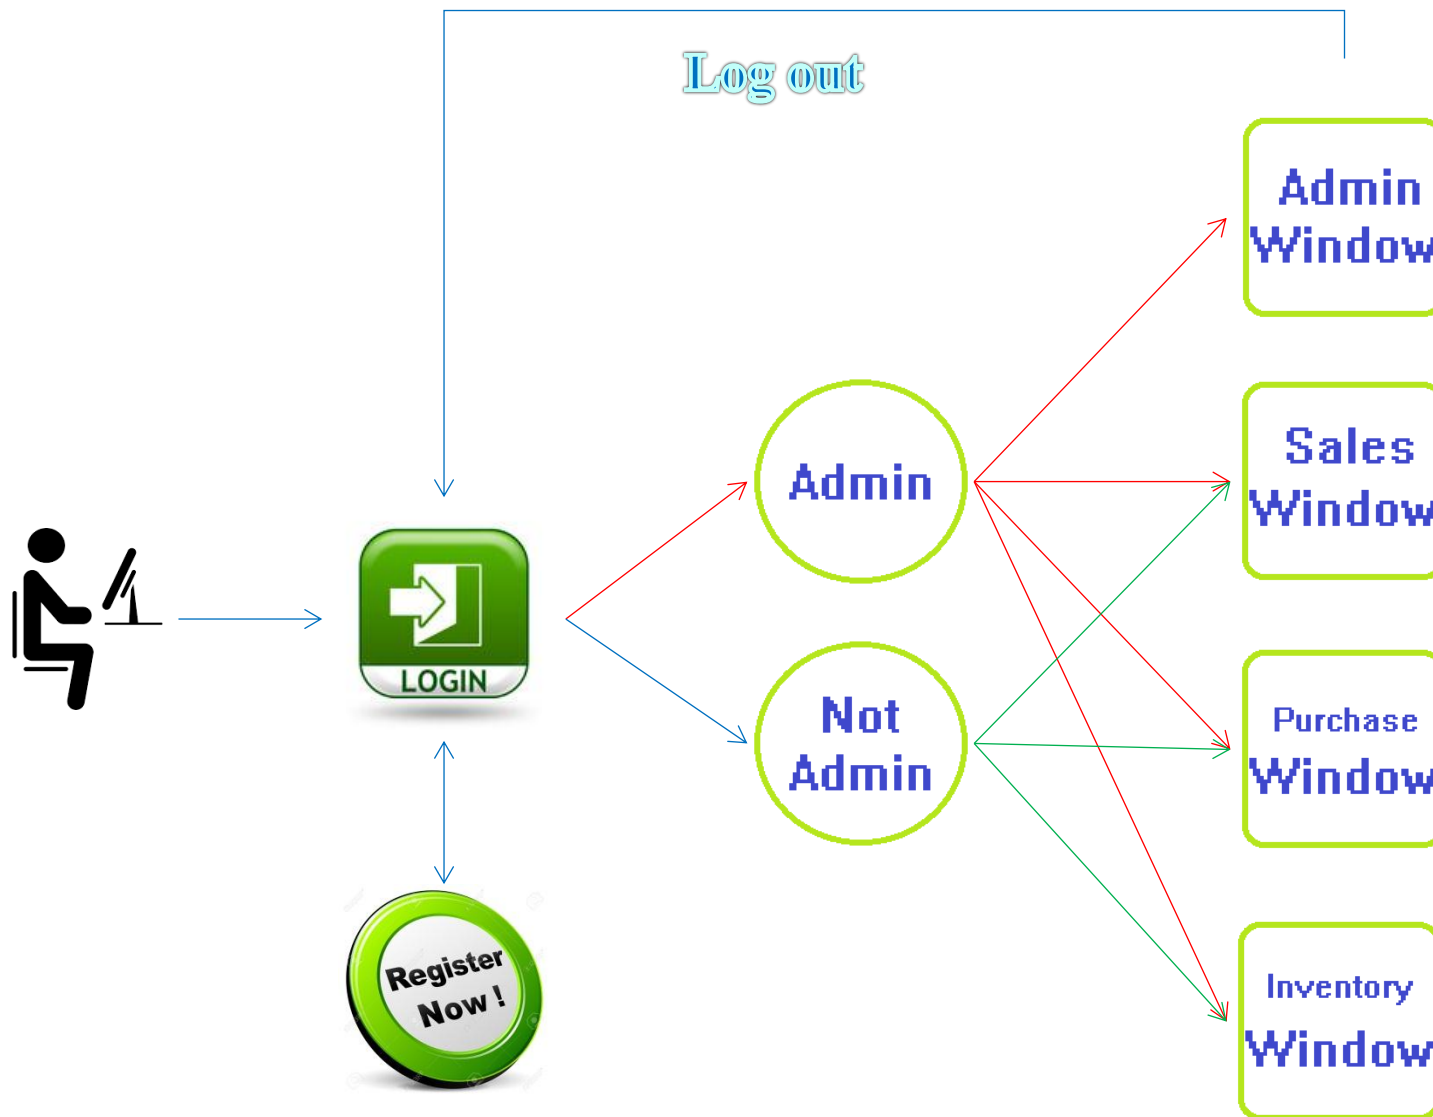 Log out
Admin
Window
Sales
Window
Admin
LOGIN
Not
Admin
Purchase
Window
Register
Now !
Inventory
Window